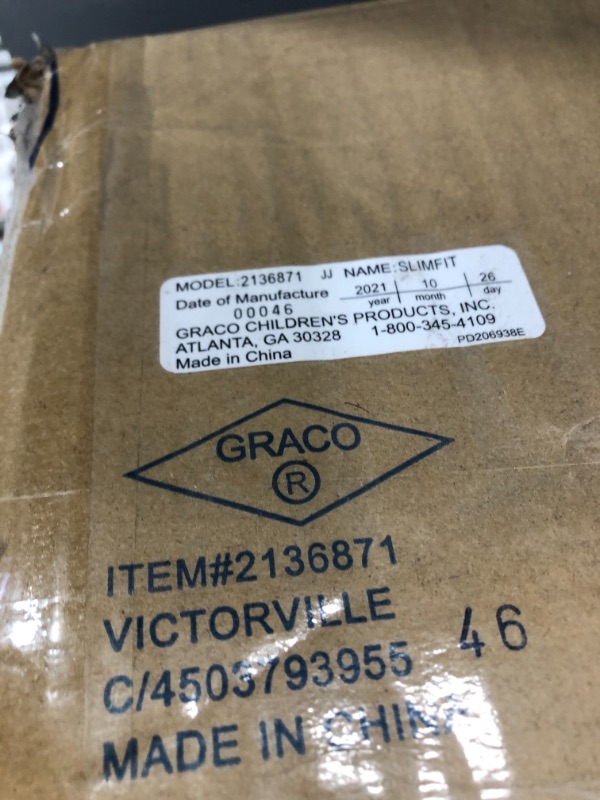 MODEL:2136871 JJ NAME:SLIMFIT
Date of Manufacture 2021 10 26
00046 year month day
GRACO CHILDREN'S PRODUCTS, INC.
ATLANTA, GA 30328 1-800-345-4109
Made in China PD206938E
GRACO
®
ITEM#2136871
VICTORVILLE
C/4503793955 46
MADE IN CHINA